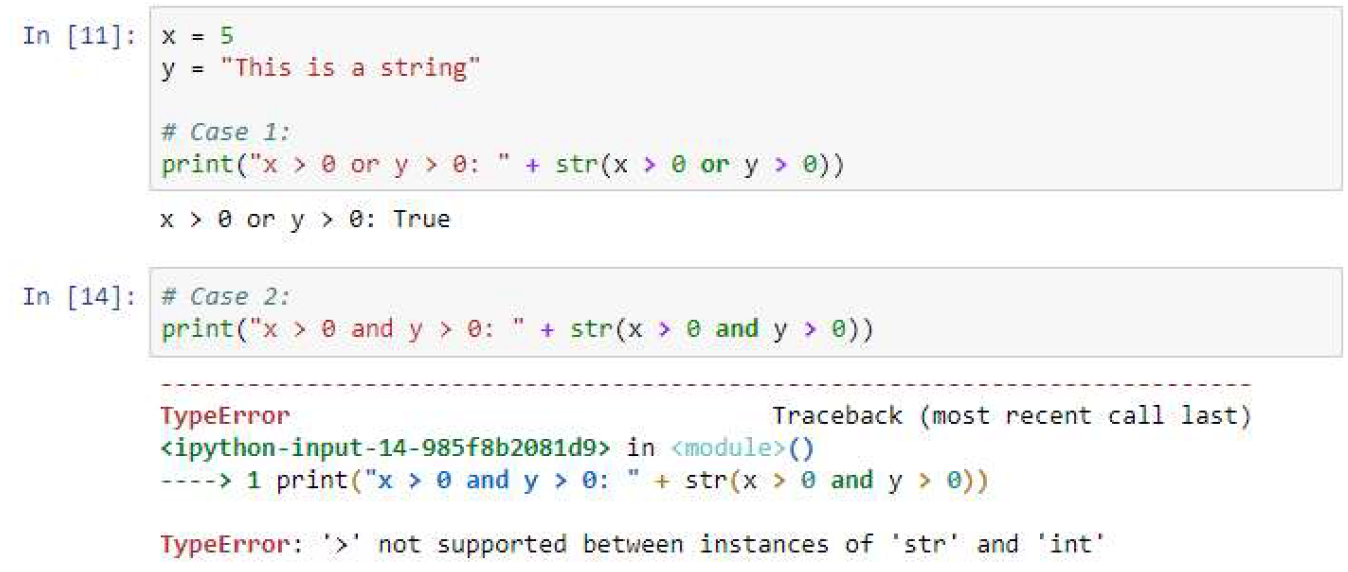 In [11]: x = 5
y = "This is a string"
# Case 1:
print("x > 0 or y > 0: " + str(x > 0 or y > 0))
x > 0 or y > 0: True
In [14]: # Case 2:
print("x > 0 and y > 0: " + str(x > 0 and y > 0))
---------------------------------------------------------------------------
TypeError Traceback (most recent call last)
<ipython-input-14-985f8b2081d9> in <module>()
----> 1 print("x > 0 and y > 0: " + str(x > 0 and y > 0))
TypeError: '>' not supported between instances of 'str' and 'int'